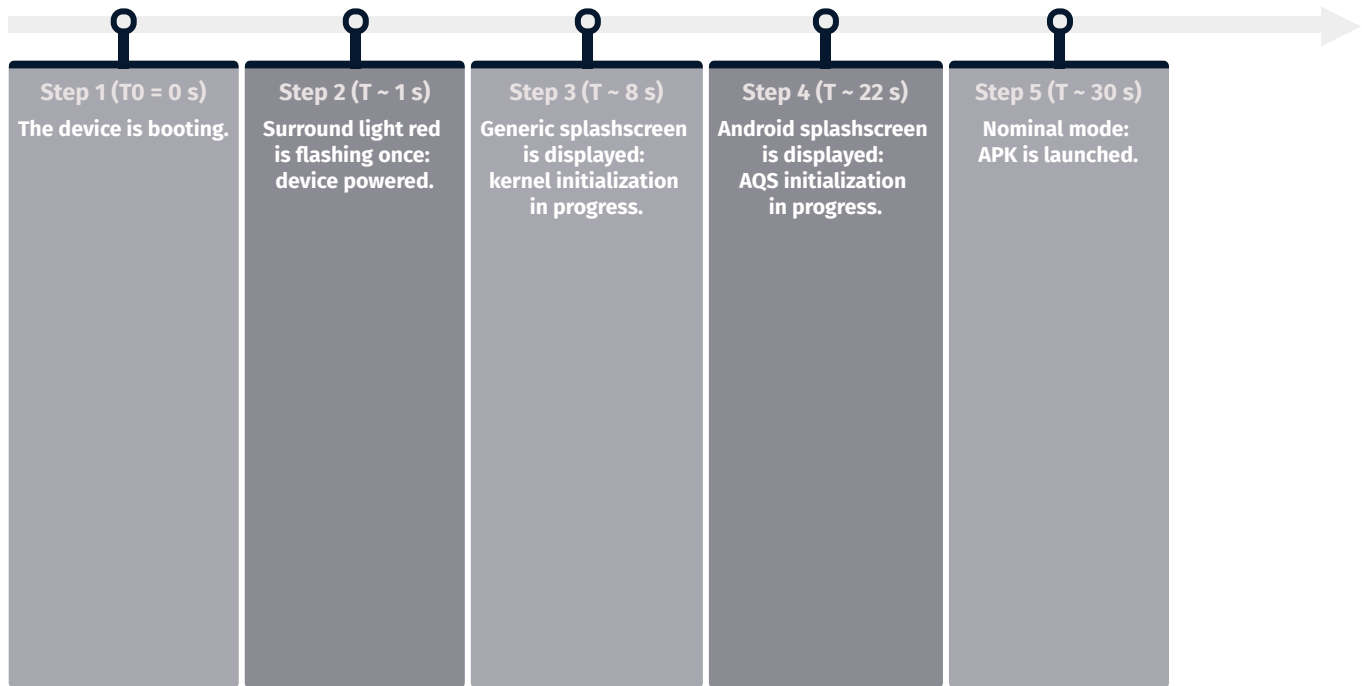 Step 1 (T0 = 0 s)
The device is booting.
Step 2 (T ~ 1 s)
Surround light red
is flashing once:
device powered.
Step 3 (T ~ 8 s)
Generic splashscreen
is displayed:
kernel initialization
in progress.
Step 4 (T ~ 22 s)
Android splashscreen
is displayed:
AQS initialization
in progress.
Step 5 (T ~ 30 s)
Nominal mode:
APK is launched.